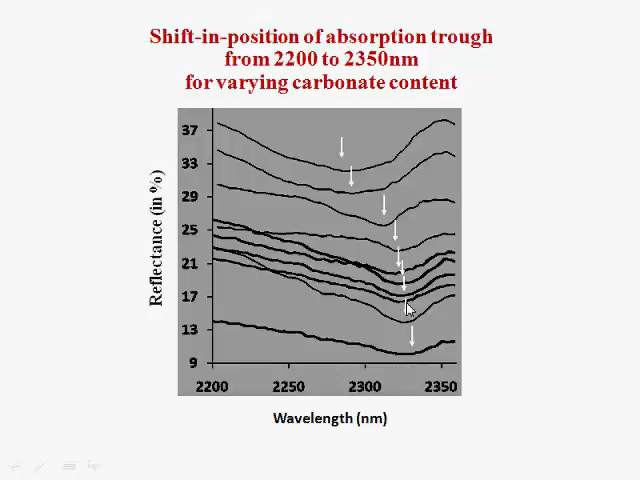 Shift-in-position of absorption trough
from 2200 to 2350nm
for varying carbonate content
37
33
29
25
21
17
13
9
Reflectance (in %)
2200 2250 2300 2350
Wavelength (nm)